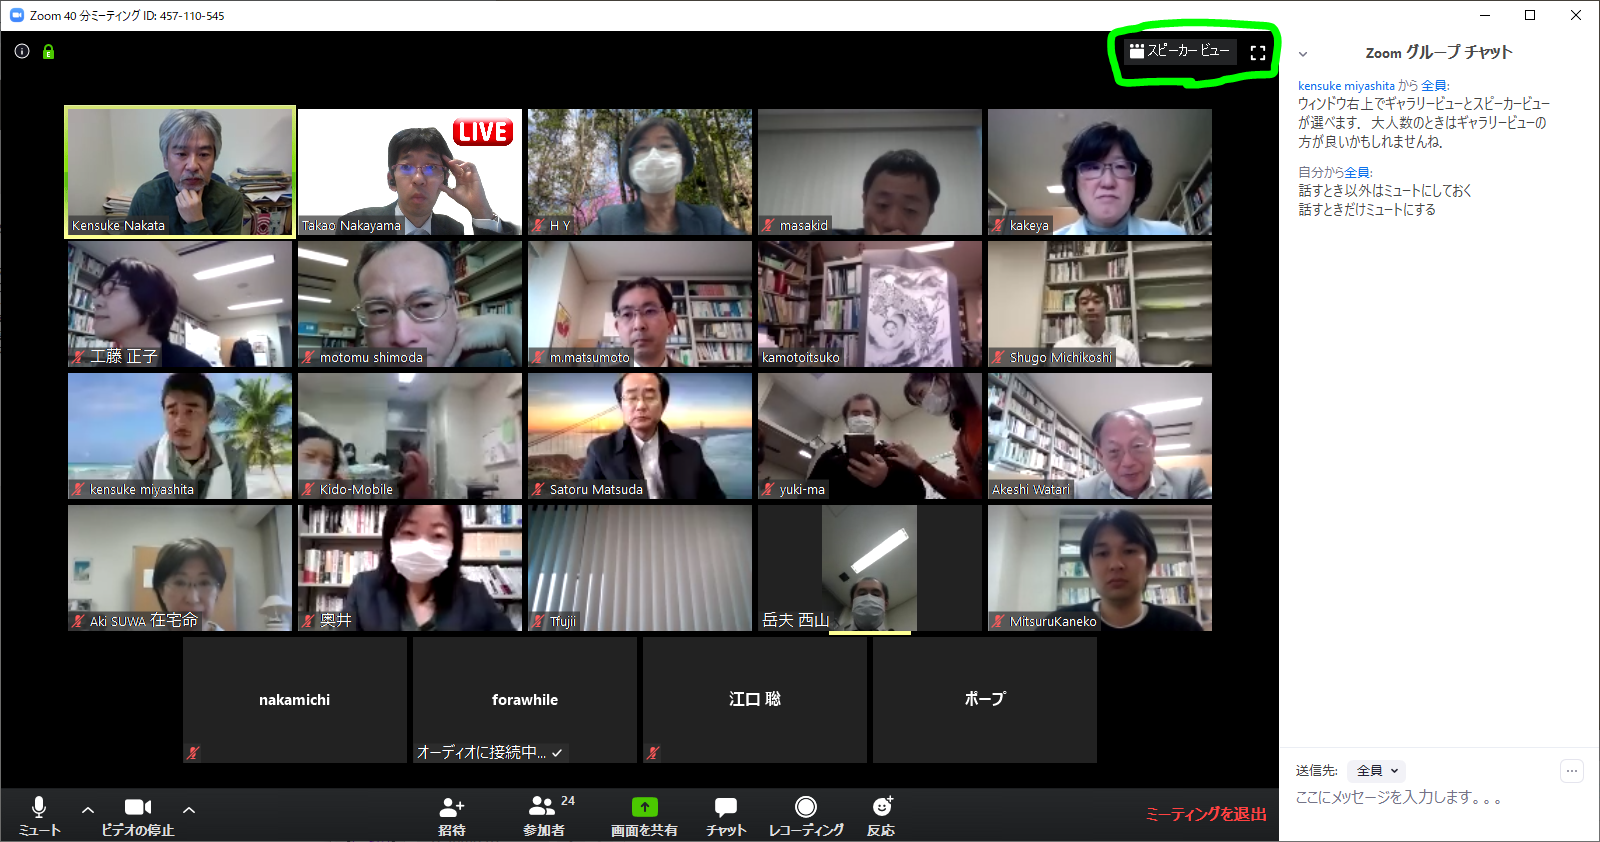 Zoom 40 分ミーティング ID: 457-110-545
スピーカー ビュー
Zoom グループ チャット
kensuke miyashita から 全員:
ウィンドウ右上でギャラリービューとスピーカービュー
が選べます．大人数のときはギャラリービューの
方が良いかもしれませんね．
自分から全員:
話すとき以外はミュートにしておく
話すときだけミュートにする
LIVE
Kensuke Nakata
Takao Nakayama
H Y
masakid
kakeya
工藤 正子
motomu shimoda
m.matsumoto
kamotoitsuko
Shugo Michikoshi
kensuke miyashita
Kido-Mobile
Satoru Matsuda
yuki-ma
Akeshi Watari
Aki SUWA 在宅命
奥井
Tfujii
岳夫 西山
MitsuruKaneko
nakamichi
forawhile
江口 聡
ポープ
オーディオに接続中...
送信先: 全員
ここにメッセージを入力します。。。
ミュート
ビデオの停止
招待
24
参加者
画面を共有
チャット
レコーディング
反応
ミーティングを退出